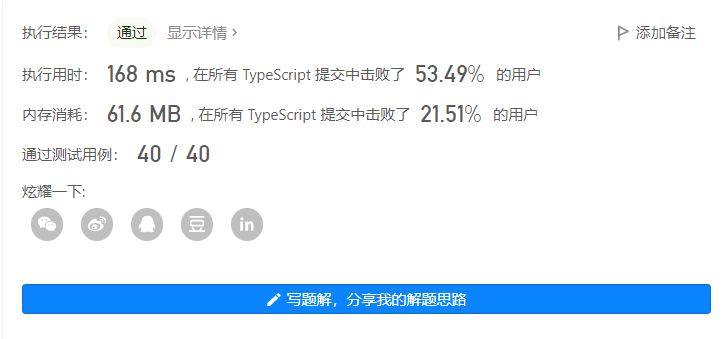 执行结果： 通过 显示详情 › 添加备注
执行用时： 168 ms , 在所有 TypeScript 提交中击败了 53.49% 的用户
内存消耗： 61.6 MB , 在所有 TypeScript 提交中击败了 21.51% 的用户
通过测试用例： 40 / 40
炫耀一下:
豆 in
写题解，分享我的解题思路